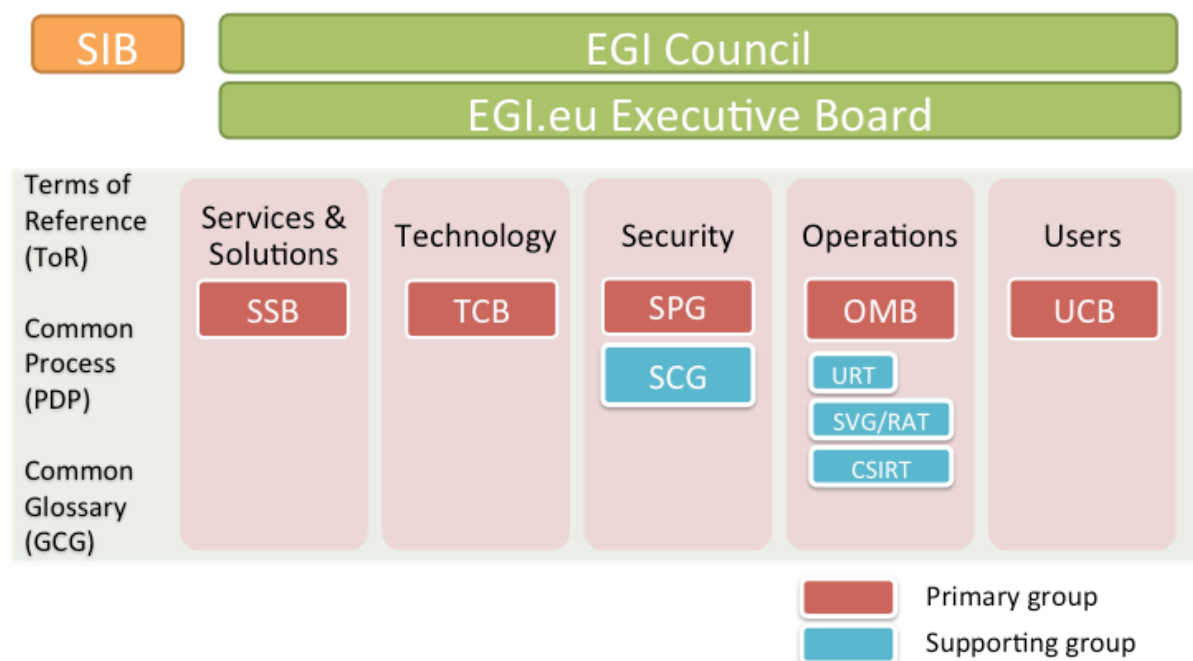 SIB
EGI Council
EGI.eu Executive Board
Terms of
Reference
(ToR)
Common
Process
(PDP)
Common
Glossary
(GCG)
Services &
Solutions
SSB
Technology
TCB
Security
SPG
SCG
Operations
OMB
URT
SVG/RAT
CSIRT
Users
UCB
Primary group
Supporting group